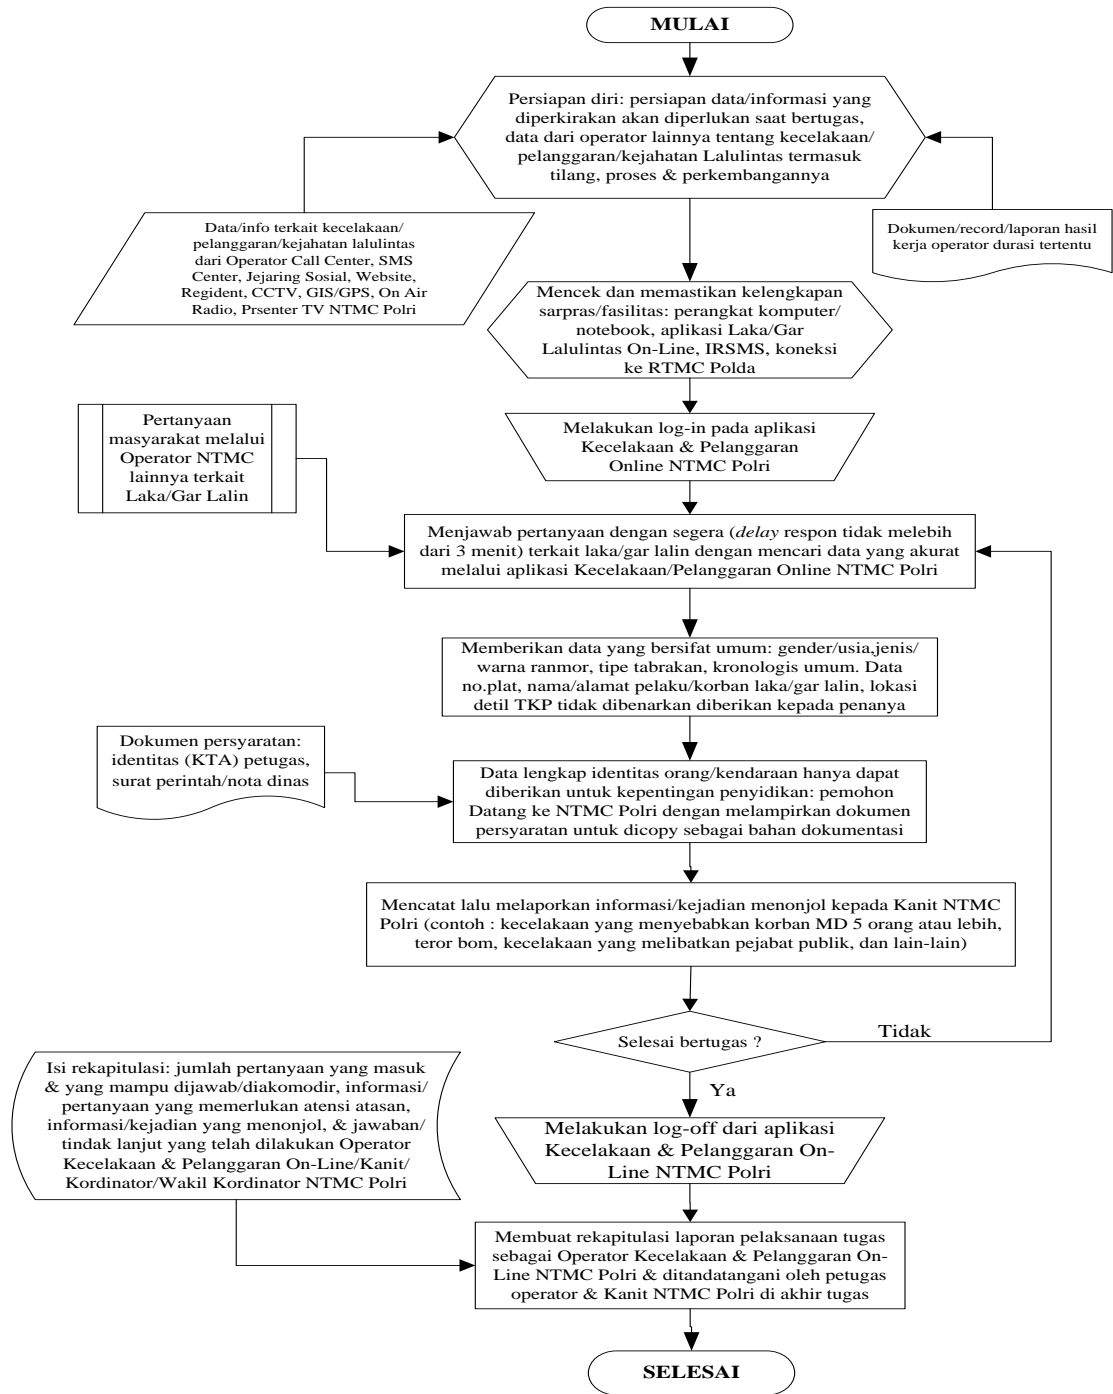 MULAI
Persiapan diri: persiapan data/informasi yang
diperkirakan akan diperlukan saat bertugas,
data dari operator lainnya tentang kecelakaan/
pelanggaran/kejahatan Lalulintas termasuk
tilang, proses & perkembangannya
Data/info terkait kecelakaan/
pelanggaran/kejahatan lalulintas
dari Operator Call Center, SMS
Center, Jejaring Sosial, Website,
Regident, CCTV, GIS/GPS, On Air
Radio, Prsenter TV NTMC Polri
Dokumen/record/laporan hasil
kerja operator durasi tertentu
Mencek dan memastikan kelengkapan
sarpras/fasilitas: perangkat komputer/
notebook, aplikasi Laka/Gar
Lalulintas On-Line, IRSMS, koneksi
ke RTMC Polda
Pertanyaan
masyarakat melalui
Operator NTMC
lainnya terkait
Laka/Gar Lalin
Melakukan log-in pada aplikasi
Kecelakaan & Pelanggaran
Online NTMC Polri
Menjawab pertanyaan dengan segera (delay respon tidak melebih
dari 3 menit) terkait laka/gar lalin dengan mencari data yang akurat
melalui aplikasi Kecelakaan/Pelanggaran Online NTMC Polri
Memberikan data yang bersifat umum: gender/usia,jenis/
warna ranmor, tipe tabrakan, kronologis umum. Data
no.plat, nama/alamat pelaku/korban laka/gar lalin, lokasi
detil TKP tidak dibenarkan diberikan kepada penanya
Dokumen persyaratan:
identitas (KTA) petugas,
surat perintah/nota dinas
Data lengkap identitas orang/kendaraan hanya dapat
diberikan untuk kepentingan penyidikan: pemohon
Datang ke NTMC Polri dengan melampirkan dokumen
persyaratan untuk dicopy sebagai bahan dokumentasi
Mencatat lalu melaporkan informasi/kejadian menonjol kepada Kanit NTMC
Polri (contoh : kecelakaan yang menyebabkan korban MD 5 orang atau lebih,
teror bom, kecelakaan yang melibatkan pejabat publik, dan lain-lain)
Selesai bertugas ?
Tidak
Ya
Isi rekapitulasi: jumlah pertanyaan yang masuk
& yang mampu dijawab/diakomodir, informasi/
pertanyaan yang memerlukan atensi atasan,
informasi/kejadian yang menonjol, & jawaban/
tindak lanjut yang telah dilakukan Operator
Kecelakaan & Pelanggaran On-Line/Kanit/
Kordinator/Wakil Kordinator NTMC Polri
Melakukan log-off dari aplikasi
Kecelakaan & Pelanggaran On-
Line NTMC Polri
Membuat rekapitulasi laporan pelaksanaan tugas
sebagai Operator Kecelakaan & Pelanggaran On-
Line NTMC Polri & ditandatangani oleh petugas
operator & Kanit NTMC Polri di akhir tugas
SELESAI